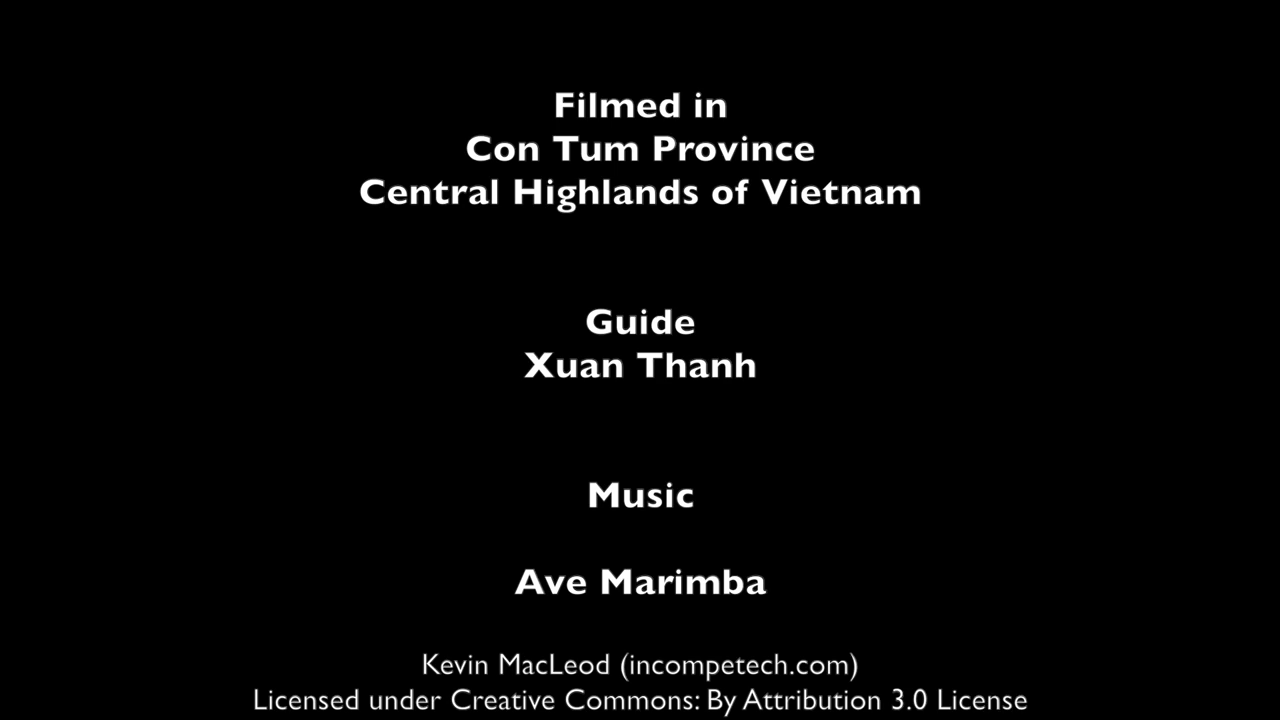 Filmed in
Con Tum Province
Central Highlands of Vietnam
Guide
Xuan Thanh
Music
Ave Marimba
Kevin MacLeod (incompetech.com)
Licensed under Creative Commons: By Attribution 3.0 License